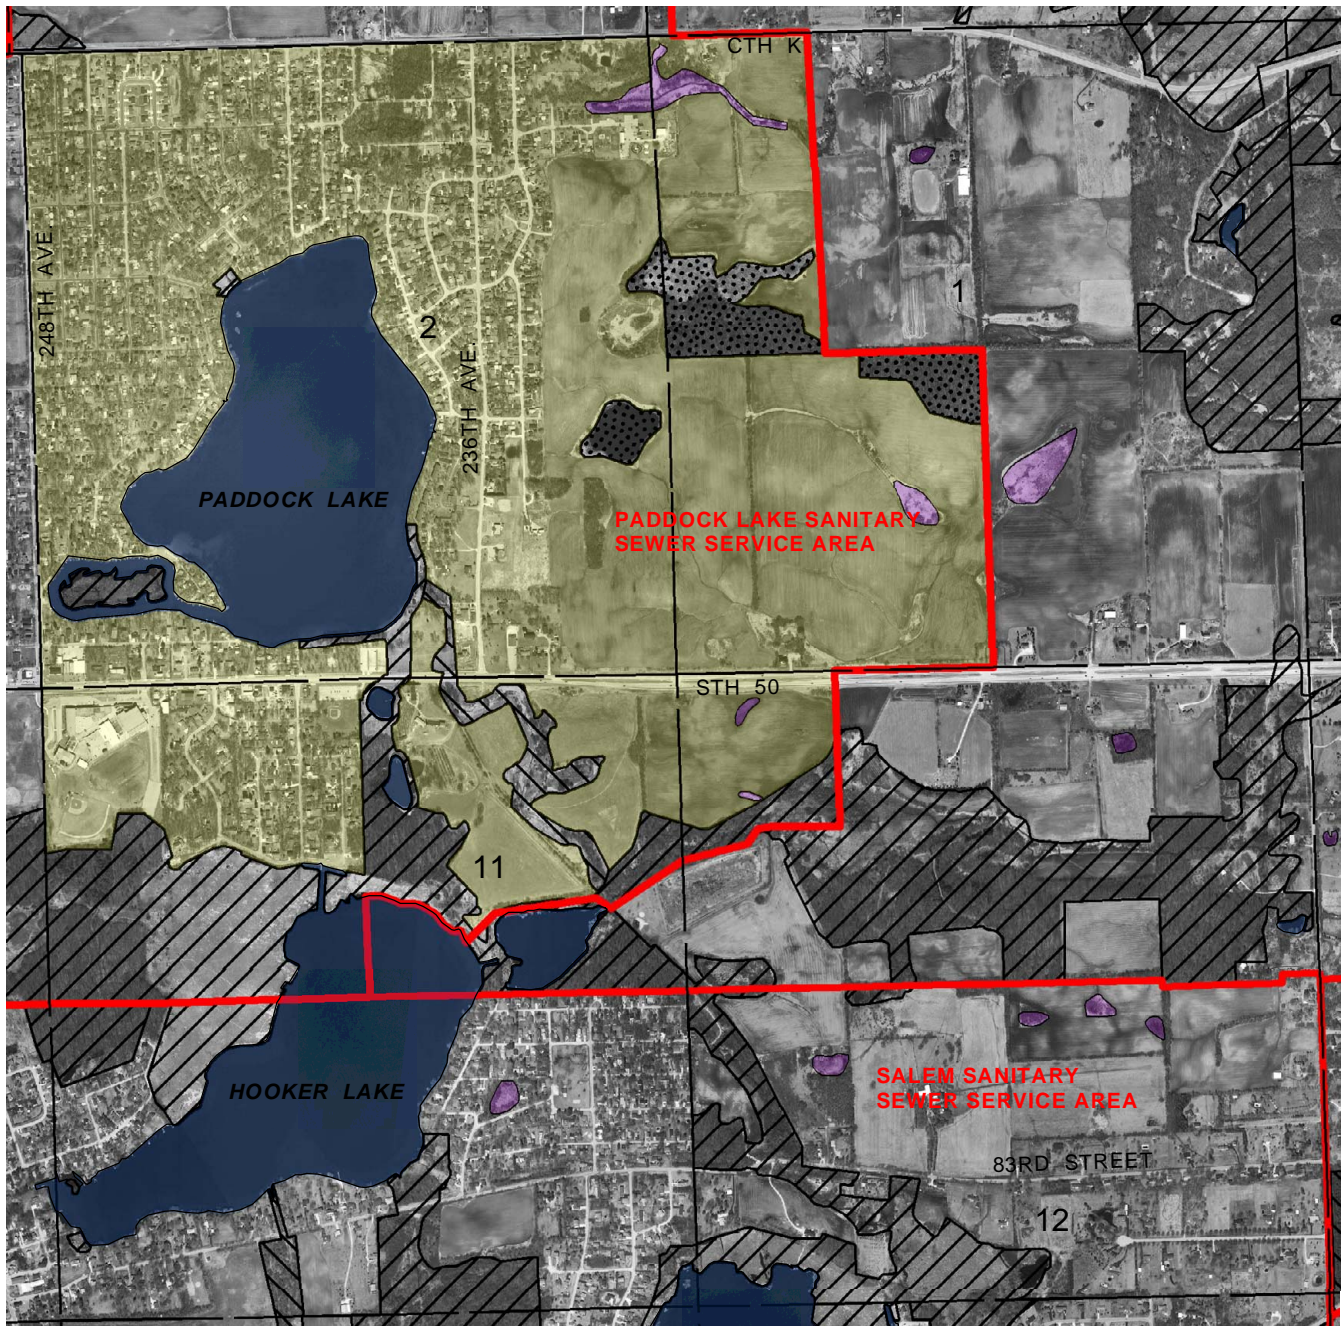 CTH K
1
248TH AVE.
2
236TH AVE.
PADDOCK LAKE
PADDOCK LAKE SANITARY
SEWER SERVICE AREA
STH 50
11
HOOKER LAKE
SALEM SANITARY
SEWER SERVICE AREA
83RD STREET
12